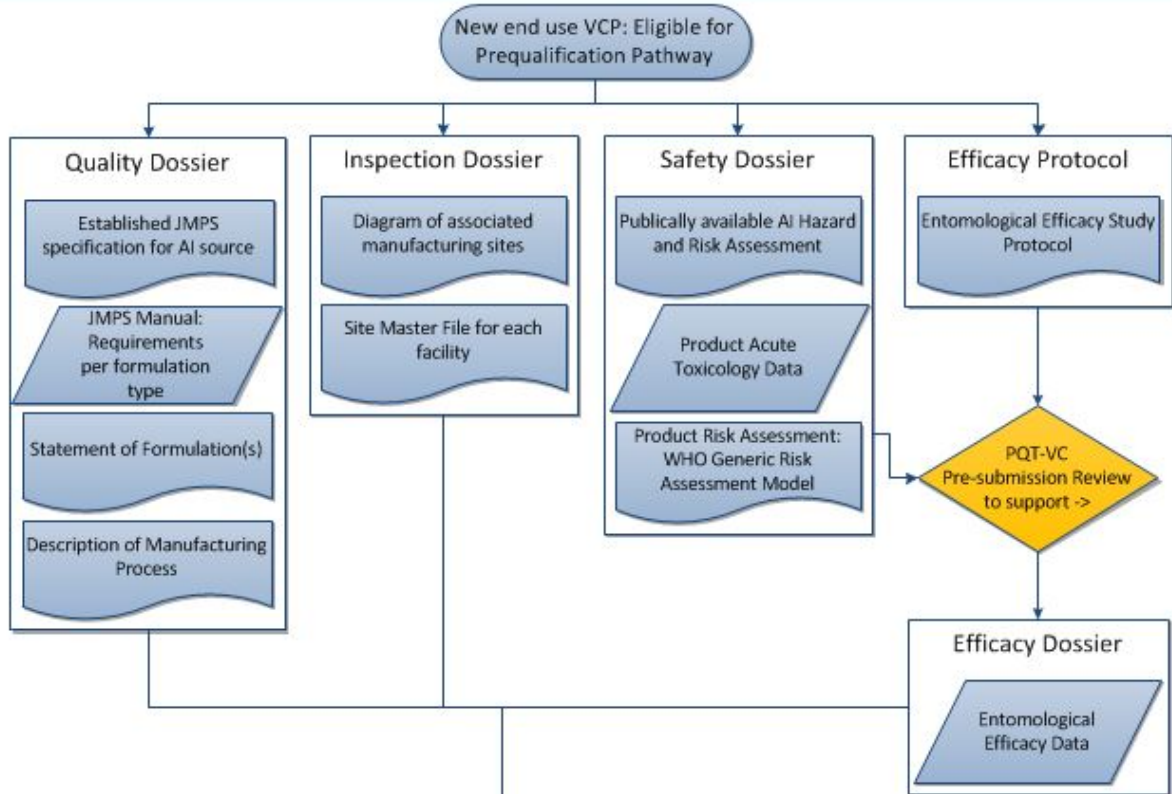 New end use VCP: Eligible for
Prequalification Pathway
Quality Dossier
Established JMPS
specification for AI source
JMPS Manual:
Requirements
per formulation
type
Statement of Formulation(s)
Description of Manufacturing
Process
Inspection Dossier
Diagram of associated
manufacturing sites
Site Master File for each
facility
Safety Dossier
Publically available AI Hazard
and Risk Assessment
Product Acute
Toxicology Data
Product Risk Assessment:
WHO Generic Risk
Assessment Model
Efficacy Protocol
Entomological Efficacy Study
Protocol
PQT-VC
Pre-submission Review
to support ->
Efficacy Dossier
Entomological
Efficacy Data